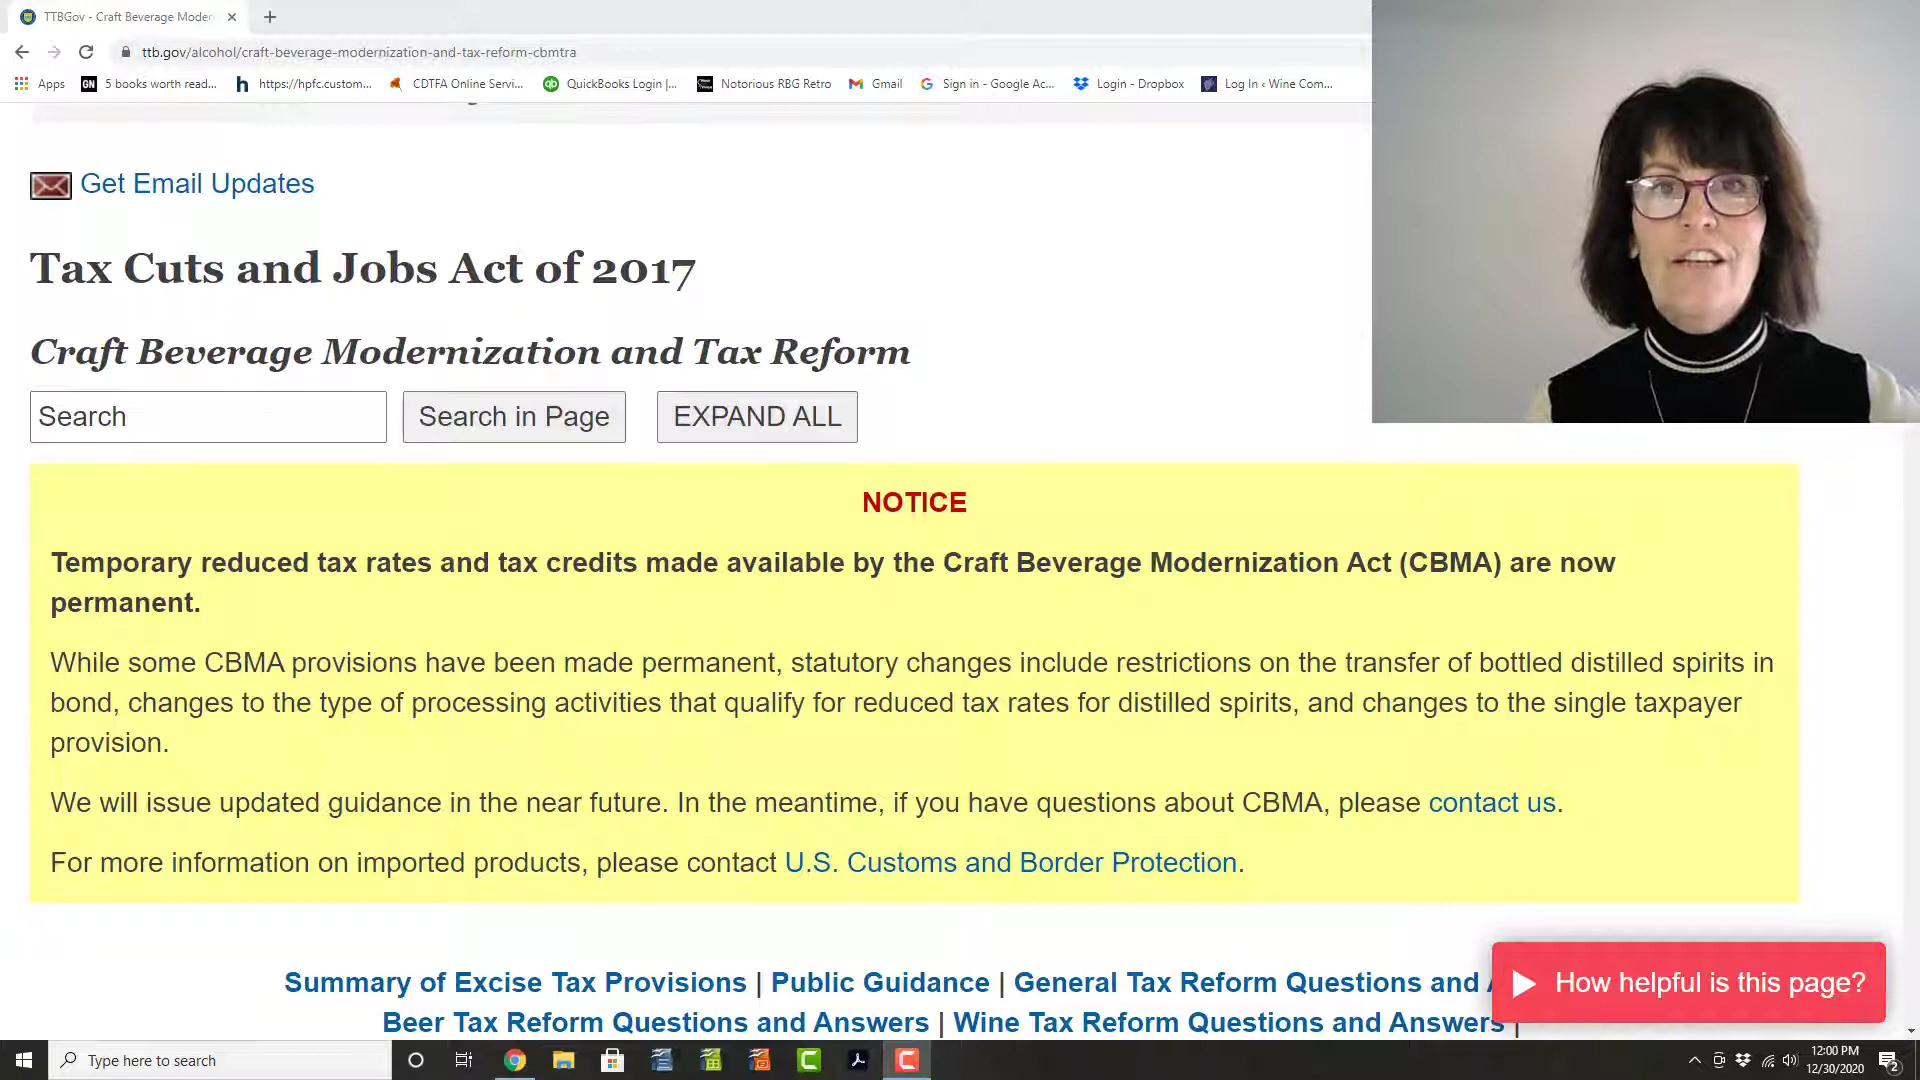 TTBGov - Craft Beverage Moder
ttb.gov/alcohol/craft-beverage-modernization-and-tax-reform-cbmtra
Apps GN 5 books worth read... h https://hpfc.custom... CDTFA Online Servi... qb QuickBooks Login |... Notorious RBG Retro Gmail Sign in - Google Ac... Login - Dropbox Log In ‹ Wine Com...
Get Email Updates
Tax Cuts and Jobs Act of 2017
Craft Beverage Modernization and Tax Reform
Search Search in Page EXPAND ALL
NOTICE
Temporary reduced tax rates and tax credits made available by the Craft Beverage Modernization Act (CBMA) are now
permanent.
While some CBMA provisions have been made permanent, statutory changes include restrictions on the transfer of bottled distilled spirits in
bond, changes to the type of processing activities that qualify for reduced tax rates for distilled spirits, and changes to the single taxpayer
provision.
We will issue updated guidance in the near future. In the meantime, if you have questions about CBMA, please contact us.
For more information on imported products, please contact U.S. Customs and Border Protection.
Summary of Excise Tax Provisions | Public Guidance | General Tax Reform Questions and
How helpful is this page?
Beer Tax Reform Questions and Answers | Wine Tax Reform Questions and Answers |
Type here to search
12:00 PM
12/30/2020
2